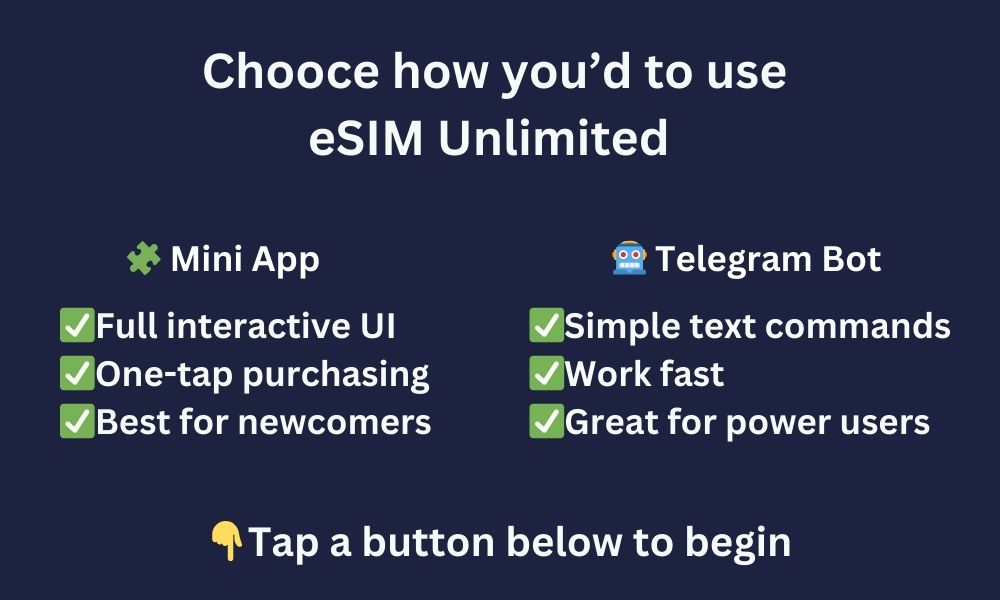 Chooce how you’d to use
eSIM Unlimited
🧩 Mini App
✅Full interactive UI
✅One-tap purchasing
✅Best for newcomers
🤖 Telegram Bot
✅Simple text commands
✅Work fast
✅Great for power users
👇Tap a button below to begin